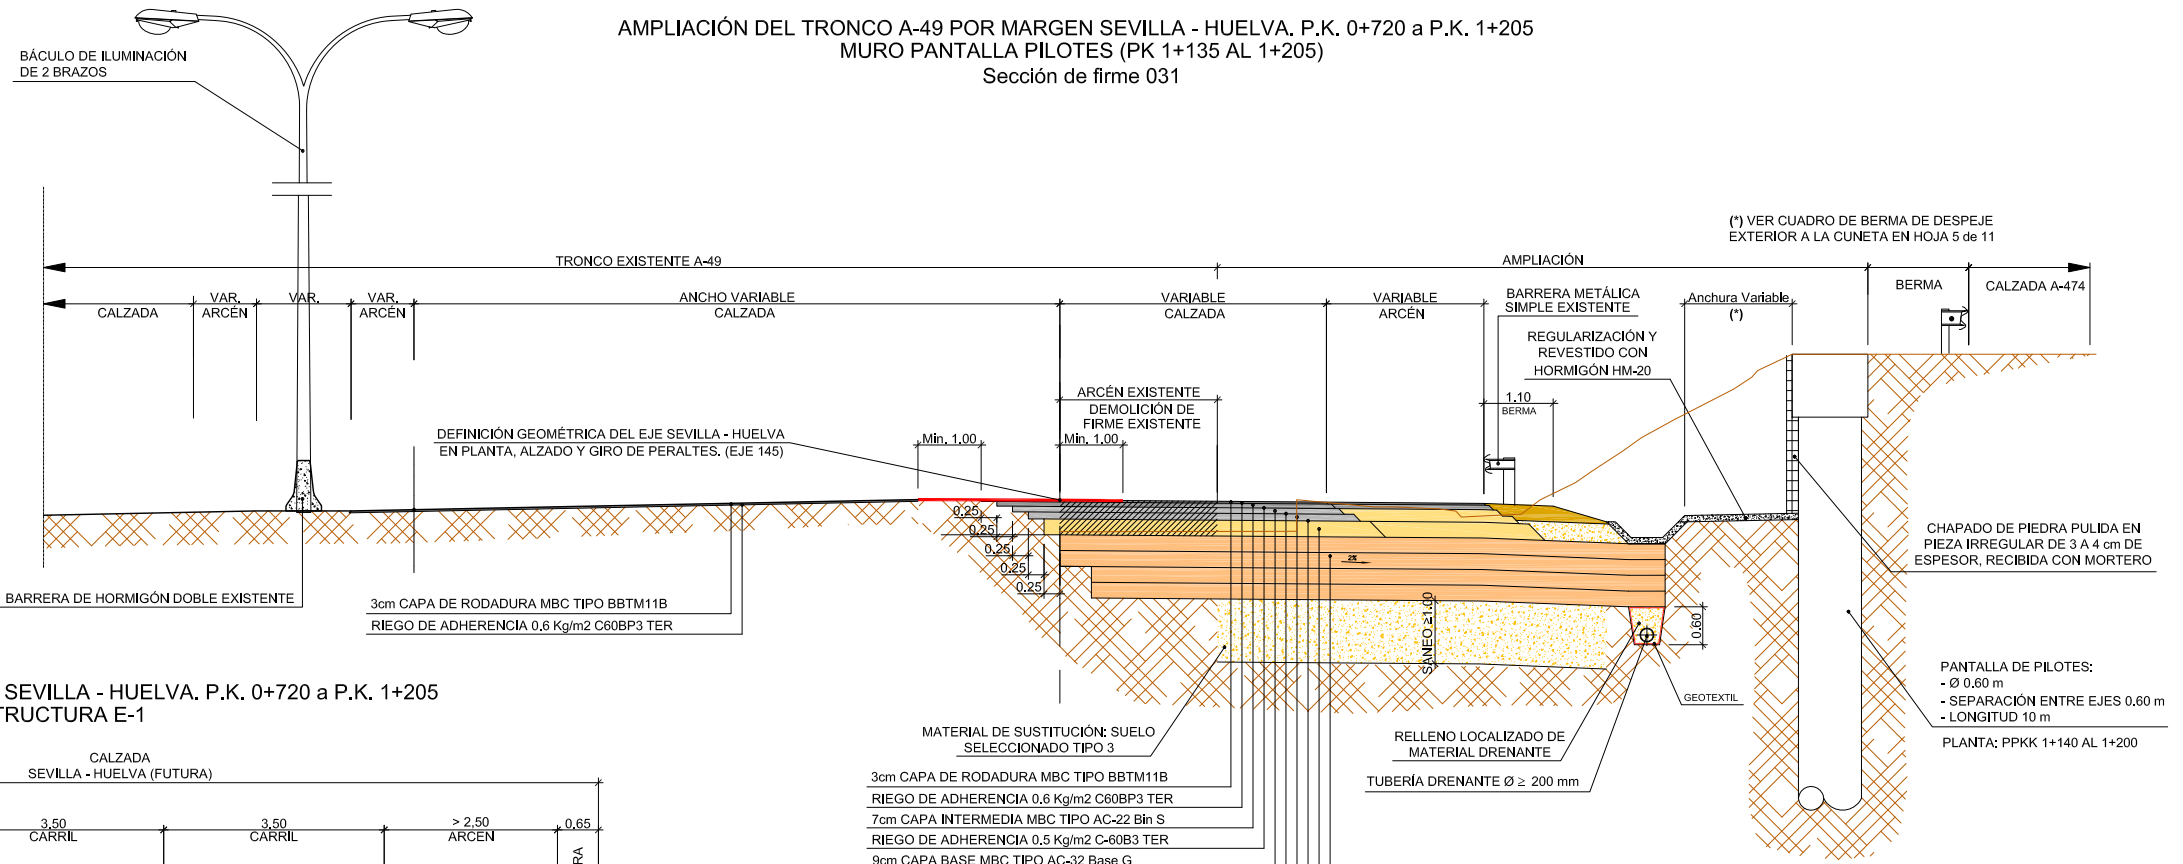 AMPLIACIÓN DEL TRONCO A-49 POR MARGEN SEVILLA - HUELVA. P.K. 0+720 a P.K. 1+205
MURO PANTALLA PILOTES (PK 1+135 AL 1+205)
Sección de firme 031
BÁCULO DE ILUMINACIÓN
DE 2 BRAZOS
(*) VER CUADRO DE BERMA DE DESPEJE
EXTERIOR A LA CUNETA EN HOJA 5 de 11
TRONCO EXISTENTE A-49
AMPLIACIÓN
BERMA
CALZADA A-474
CALZADA
VAR.
ARCÉN
VAR.
VAR.
ARCÉN
ANCHO VARIABLE
CALZADA
VARIABLE
CALZADA
VARIABLE
ARCÉN
BARRERA METÁLICA
SIMPLE EXISTENTE
Anchura Variable
(*)
REGULARIZACIÓN Y
REVESTIDO CON
HORMIGÓN HM-20
ARCÉN EXISTENTE
DEMOLICIÓN DE
FIRME EXISTENTE
1.10
BERMA
DEFINICIÓN GEOMÉTRICA DEL EJE SEVILLA - HUELVA
EN PLANTA, ALZADO Y GIRO DE PERALTES. (EJE 145)
Min. 1.00
Min. 1.00
0.25
0.25
0.25
0.25
0.25
2%
CHAPADO DE PIEDRA PULIDA EN
PIEZA IRREGULAR DE 3 A 4 cm DE
ESPESOR, RECIBIDA CON MORTERO
BARRERA DE HORMIGÓN DOBLE EXISTENTE
3cm CAPA DE RODADURA MBC TIPO BBTM11B
RIEGO DE ADHERENCIA 0.6 Kg/m2 C60BP3 TER
SANEO ≥1.00
0.60
GEOTEXTIL
PANTALLA DE PILOTES:
- Ø 0.60 m
- SEPARACIÓN ENTRE EJES 0.60 m
- LONGITUD 10 m
PLANTA: PPKK 1+140 AL 1+200
SEVILLA - HUELVA. P.K. 0+720 a P.K. 1+205
TRUCTURA E-1
MATERIAL DE SUSTITUCIÓN: SUELO
SELECCIONADO TIPO 3
RELLENO LOCALIZADO DE
MATERIAL DRENANTE
TUBERÍA DRENANTE Ø ≥ 200 mm
CALZADA
SEVILLA - HUELVA (FUTURA)
3,50
CARRIL
3,50
CARRIL
> 2,50
ARCEN
0,65
RA
3cm CAPA DE RODADURA MBC TIPO BBTM11B
RIEGO DE ADHERENCIA 0.6 Kg/m2 C60BP3 TER
7cm CAPA INTERMEDIA MBC TIPO AC-22 Bin S
RIEGO DE ADHERENCIA 0.5 Kg/m2 C-60B3 TER
9cm CAPA BASE MBC TIPO AC-32 Base G